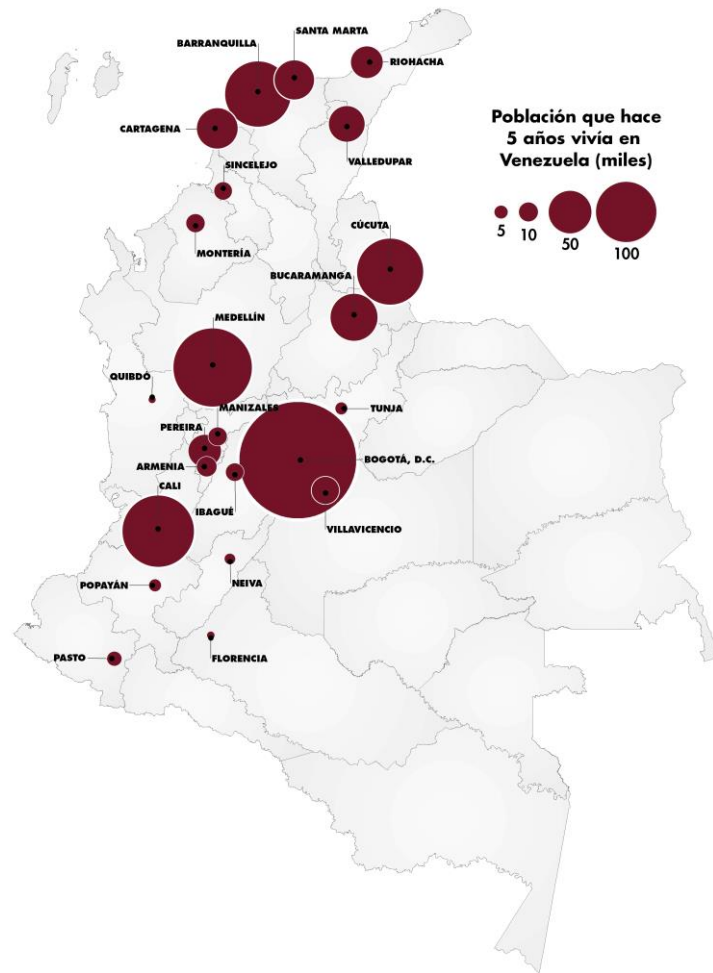 SANTA MARTA
BARRANQUILLA
RIOHACHA
CARTAGENA
VALLEDUPAR
SINCELEJO
MONTERÍA
Población que hace
5 años vivía en
Venezuela (miles)
5
10
50
100
CÚCUTA
BUCARAMANGA
MEDELLÍN
QUIBDÓ
MANIZALES
TUNJA
PEREIRA
BOGOTÁ, D.C.
ARMENIA
CALI
IBAGUÉ
VILLAVICENCIO
POPAYÁN
NEIVA
PASTO
FLORENCIA